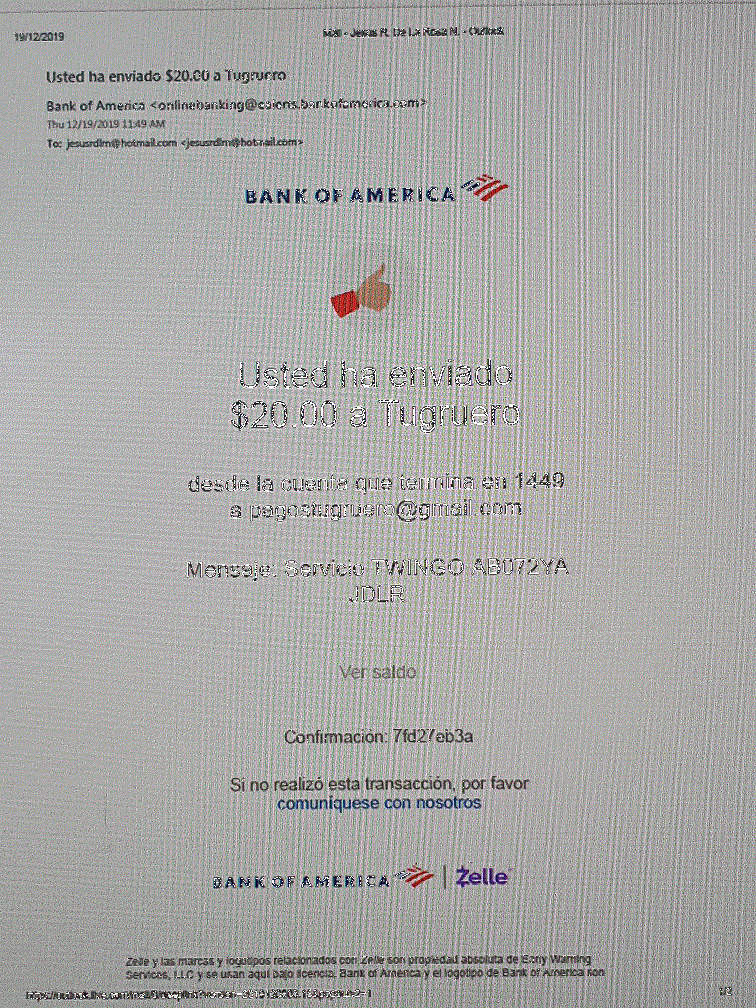 19/12/2019
Mail - Jesus R. De La Rosa M. - Outlook
Usted ha enviado $20.00 a Tugruero
Bank of America <onlinebanking@ealerts.bankofamerica.com>
Thu 12/19/2019 11:49 AM
To: jesusrdlm@hotmail.com <jesusrdlm@hotmail.com>
BANK OF AMERICA
Usted ha enviado
$20.00 a Tugruero
desde la cuenta que termina en 1449
a pagostugruero@gmail.com
Mensaje: Servicio TWINGO AB072YA
JDLR
Ver saldo
Confirmación: 7fd27eb3a
Si no realizó esta transacción, por favor
comuníquese con nosotros
BANK OF AMERICA | Zelle
Zelle y las marcas y logotipos relacionados con Zelle son propiedad absoluta de Early Warning
Services, LLC y se usan aquí bajo licencia. Bank of America y el logotipo de Bank of America son
1/2